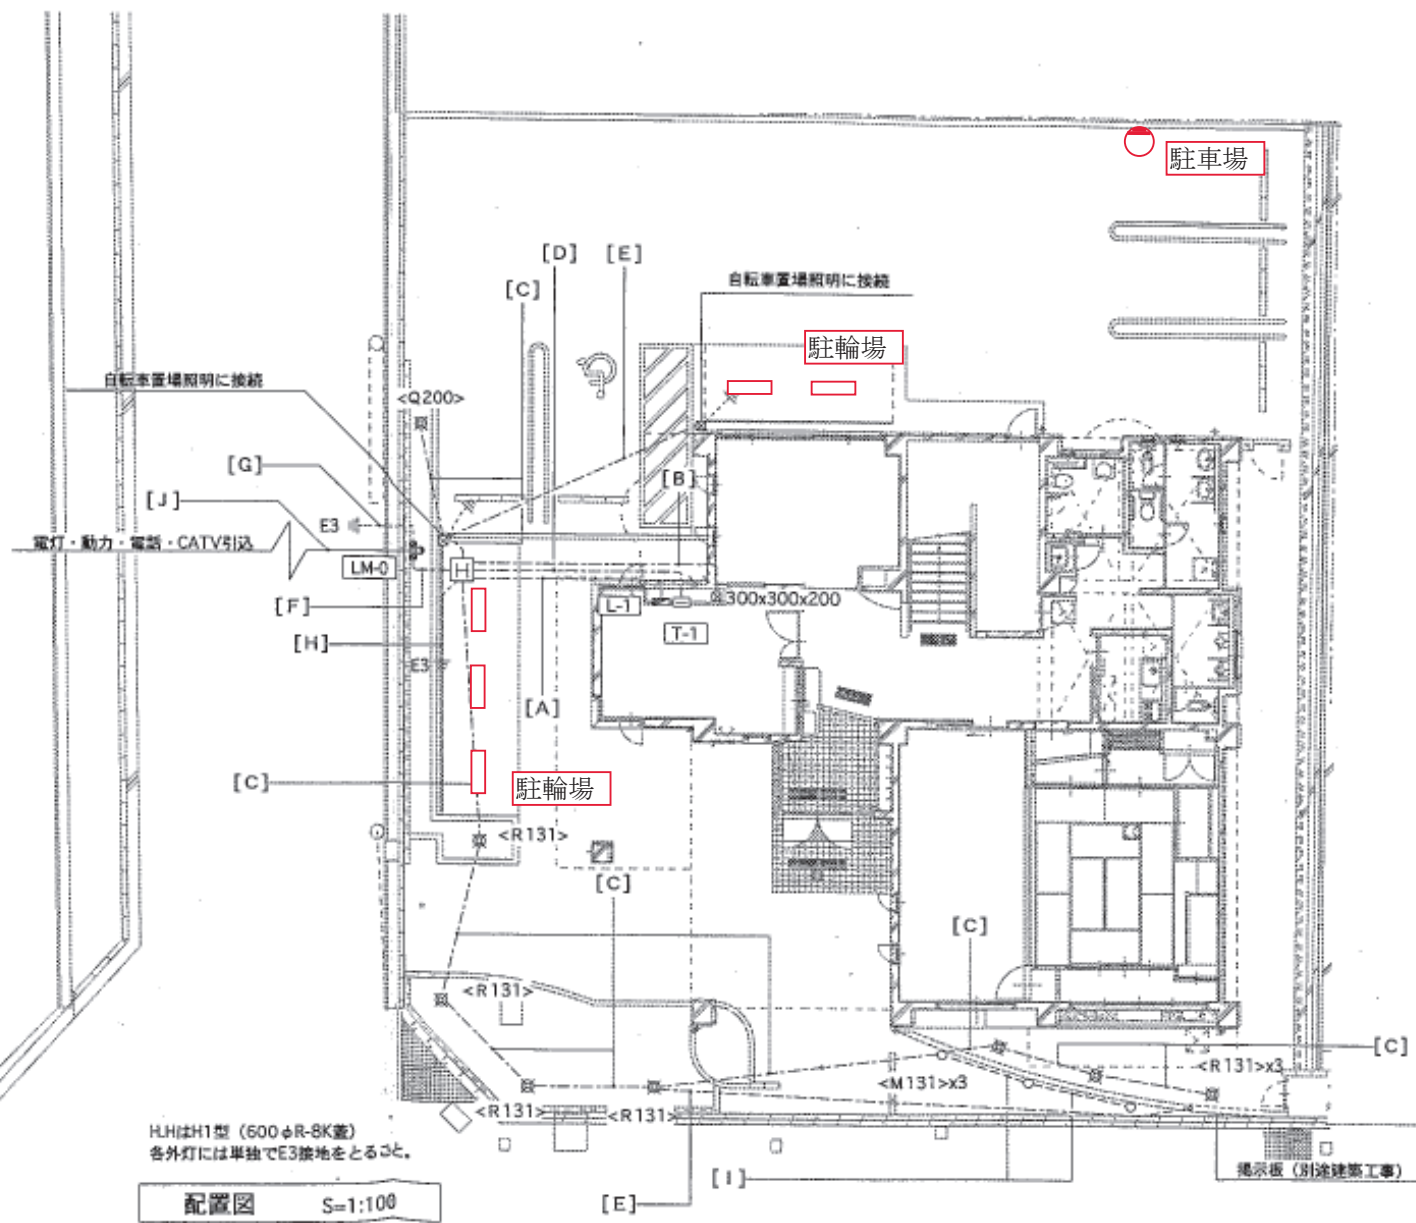 駐車場
[D]
[E]
[C]
自転車置場照明に接続
駐輪場
自転車置場照明に接続
<Q200>
[G]
[B]
[J]
E3
電灯・動力・電話・CATV引込
LM-0
H
[F]
L-1
300x300x200
T-1
[H]
E3
[A]
[C]
駐輪場
<R131>
[C]
[C]
<R131>
[C]
<R131>x3
<M131>x3
<R131>
<R131>
H.HはH1型（600φR-8K蓋）
各外灯には単独でE3接地をとること。
掲示板（別途建築工事）
[I]
配置図 S=1:100
[E]